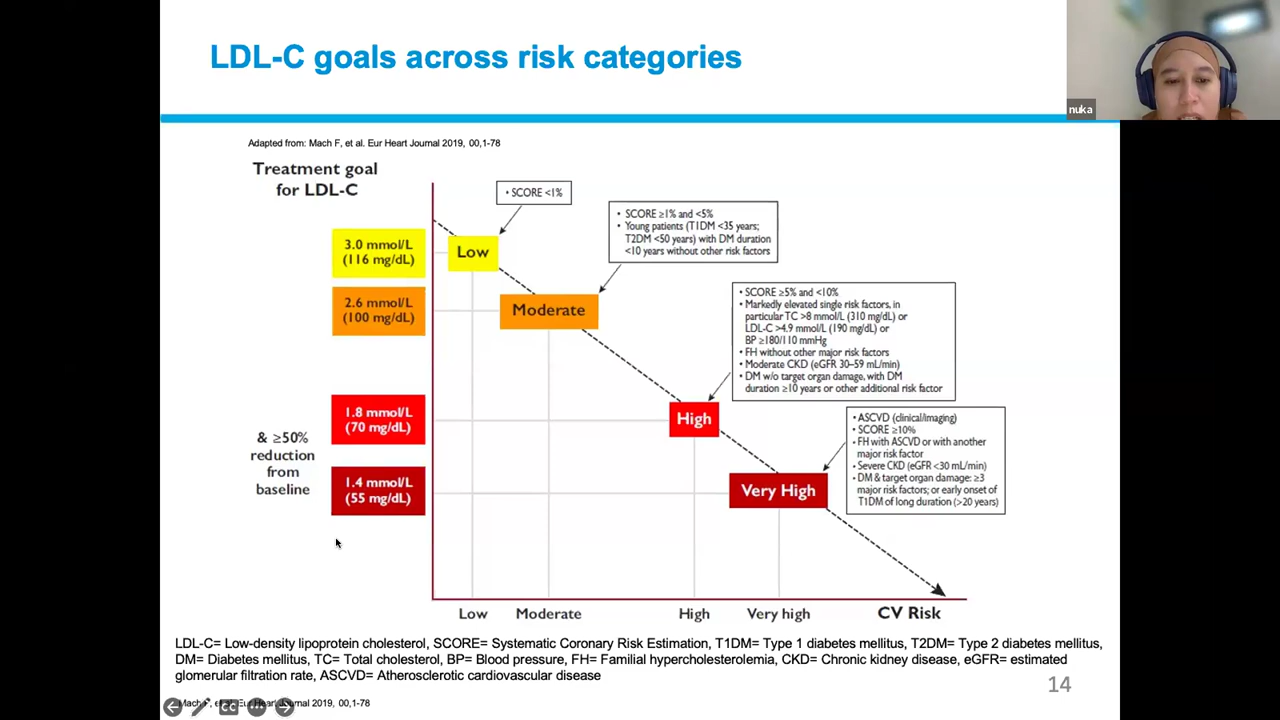 LDL-C goals across risk categories
nuka
Adapted from: Mach F, et al. Eur Heart Journal 2019, 00,1-78
Treatment goal
for LDL-C
3.0 mmol/L
(116 mg/dL)
2.6 mmol/L
(100 mg/dL)
1.8 mmol/L
(70 mg/dL)
& ≥50%
reduction
from
baseline
1.4 mmol/L
(55 mg/dL)
• SCORE <1%
Low
• SCORE ≥1% and <5%
• Young patients (T1DM <35 years;
T2DM <50 years) with DM duration
<10 years without other risk factors
Moderate
• SCORE ≥5% and <10%
• Markedly elevated single risk factors, in
particular TC >8 mmol/L (310 mg/dL) or
LDL-C >4.9 mmol/L (190 mg/dL) or
BP ≥180/110 mmHg
• FH without other major risk factors
• Moderate CKD (eGFR 30–59 mL/min)
• DM w/o target organ damage, with DM
duration ≥10 years or other additional risk factor
High
• ASCVD (clinical/imaging)
• SCORE ≥10%
• FH with ASCVD or with another
major risk factor
• Severe CKD (eGFR <30 mL/min)
• DM & target organ damage: ≥3
major risk factors; or early onset of
T1DM of long duration (>20 years)
Very High
Low Moderate High Very high CV Risk
LDL-C= Low-density lipoprotein cholesterol, SCORE= Systematic Coronary Risk Estimation, T1DM= Type 1 diabetes mellitus, T2DM= Type 2 diabetes mellitus,
DM= Diabetes mellitus, TC= Total cholesterol, BP= Blood pressure, FH= Familial hypercholesterolemia, CKD= Chronic kidney disease, eGFR= estimated
glomerular filtration rate, ASCVD= Atherosclerotic cardiovascular disease
14
Mach F, et al. Eur Heart Journal 2019, 00,1-78
CC